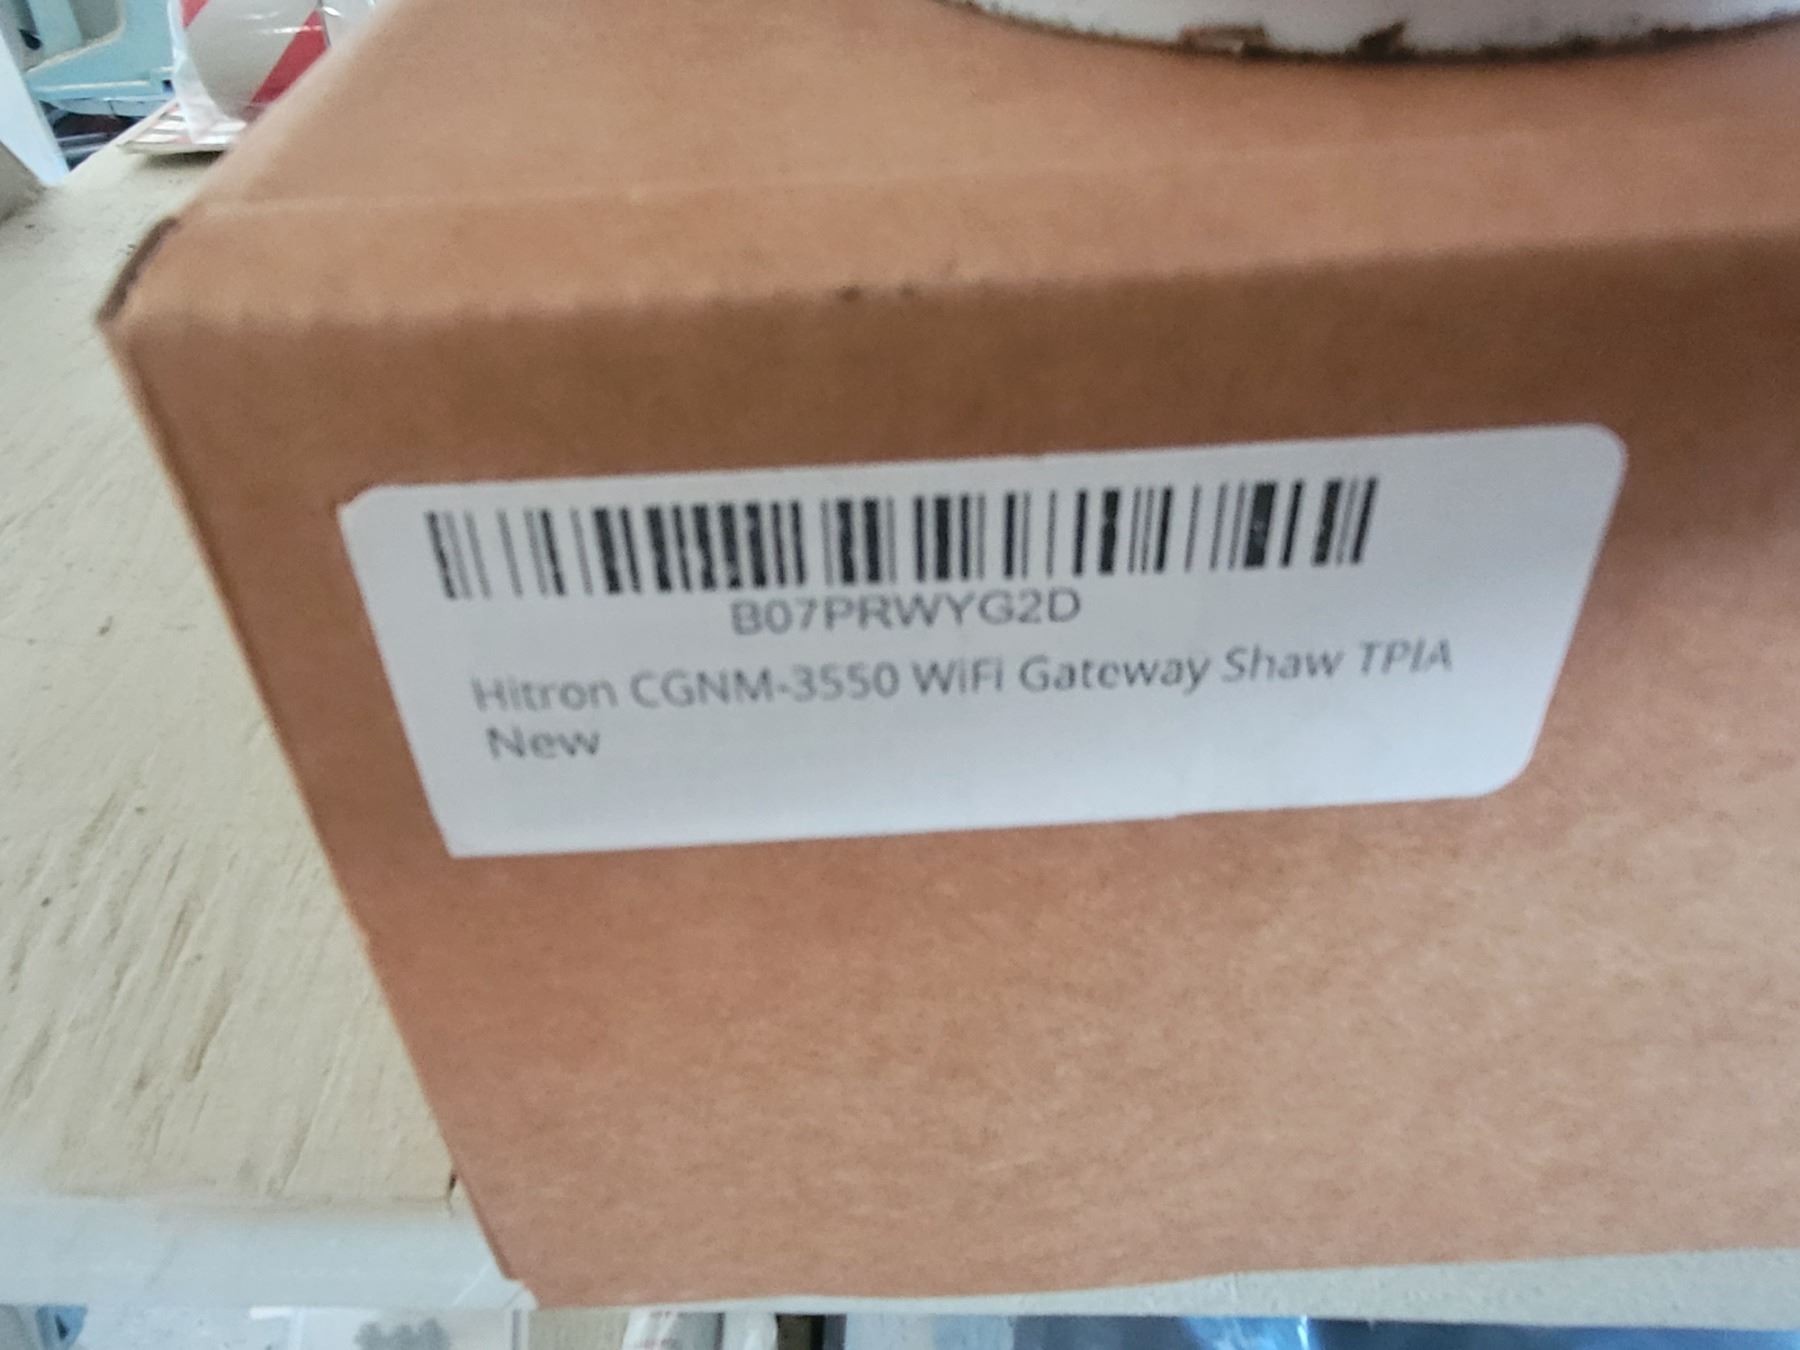 B07PRWYG2D
Hitron CGNM-3550 WiFi Gateway Shaw TPIA
New